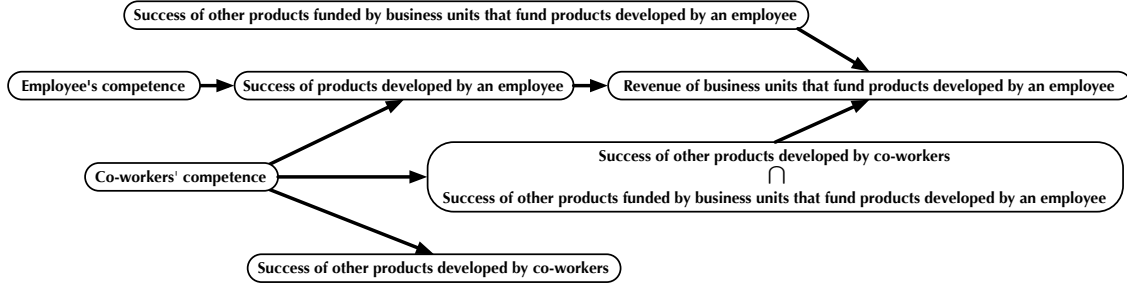 Success of other products funded by business units that fund products developed by an employee
Employee's competence
Success of products developed by an employee
Revenue of business units that fund products developed by an employee
Success of other products developed by co-workers
∩
Co-workers' competence
Success of other products funded by business units that fund products developed by an employee
Success of other products developed by co-workers